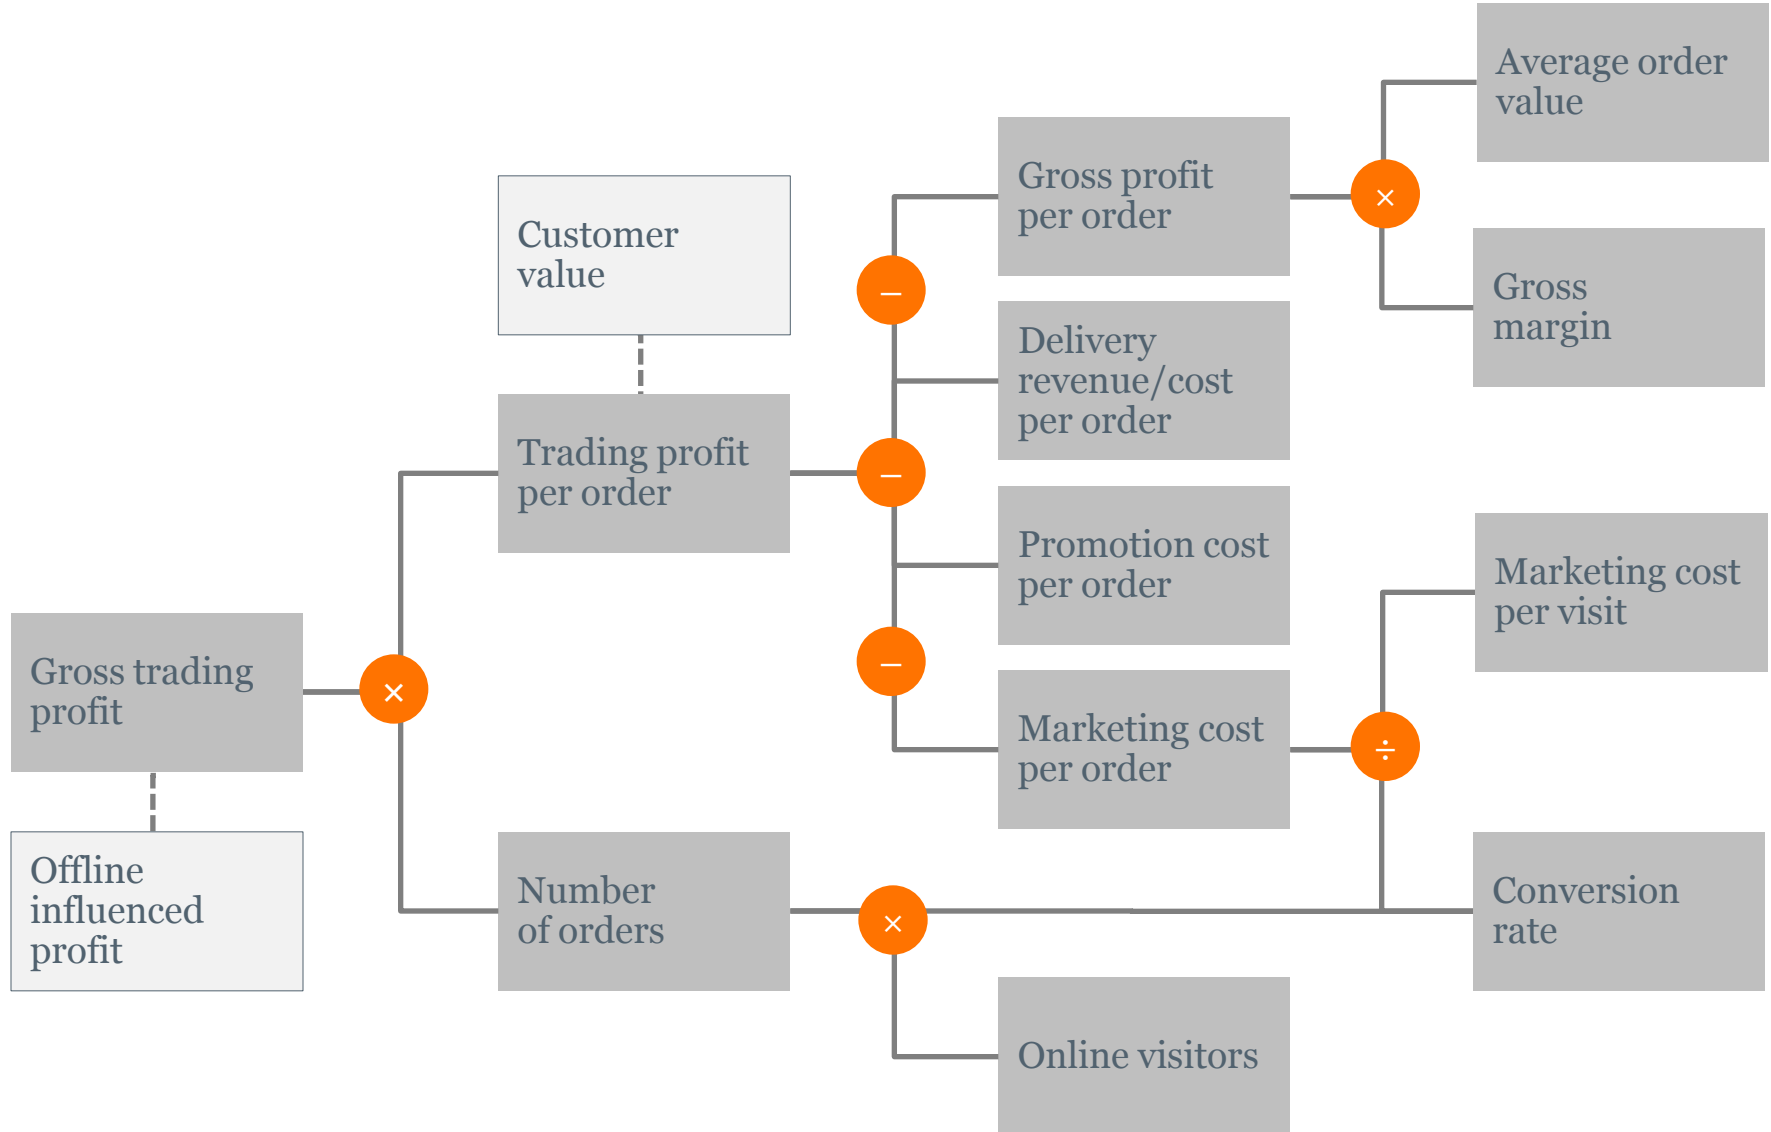 Average order
value
Gross profit
per order
×
Customer
value
Gross
margin
–
Delivery
revenue/cost
per order
Trading profit
per order
–
Promotion cost
per order
Marketing cost
per visit
Gross trading
profit
×
–
Marketing cost
per order
÷
Offline
influenced
profit
Number
of orders
×
Conversion
rate
Online visitors